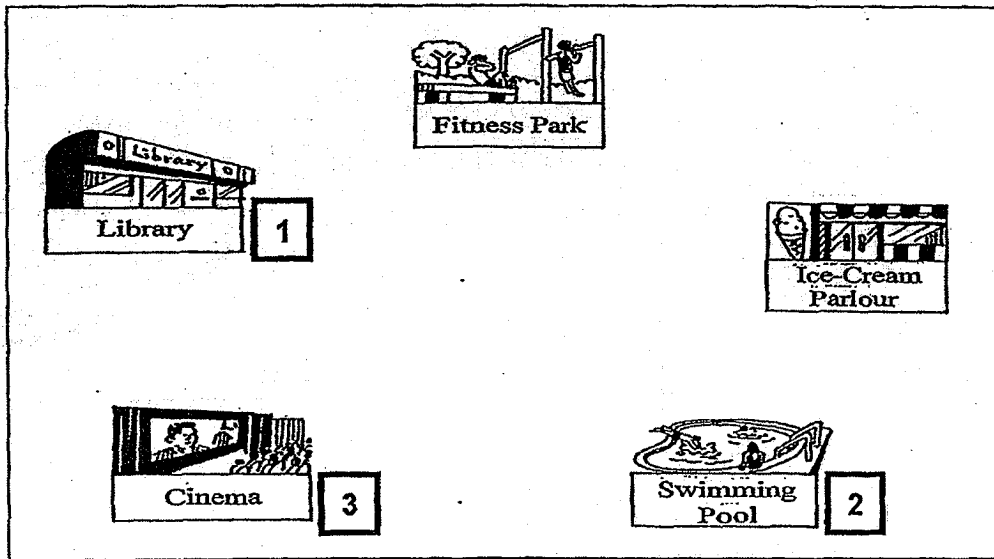 Fitness Park
Library
Library
1
Ice-Cream
Parlour
Cinema
3
Swimming
Pool
2